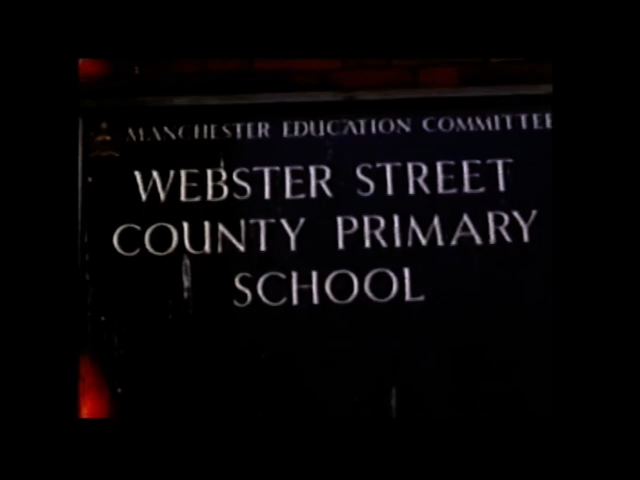 MANCHESTER EDUCATION COMMITTEE
WEBSTER STREET
COUNTY PRIMARY
SCHOOL